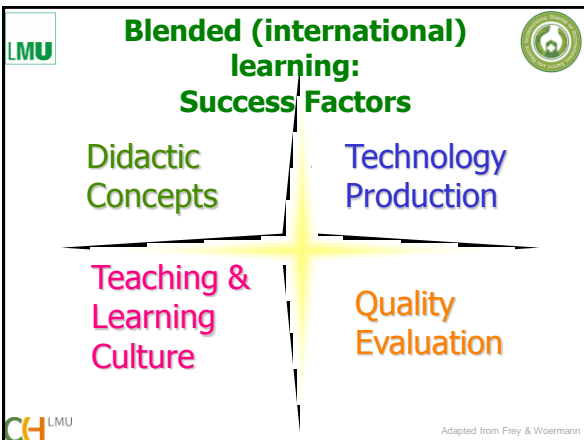 LMU
Blended (international)
learning:
Success Factors
Didactic
Concepts
Technology
Production
Teaching &
Learning
Culture
Quality
Evaluation
CH LMU
Adapted from Frey & Woermann